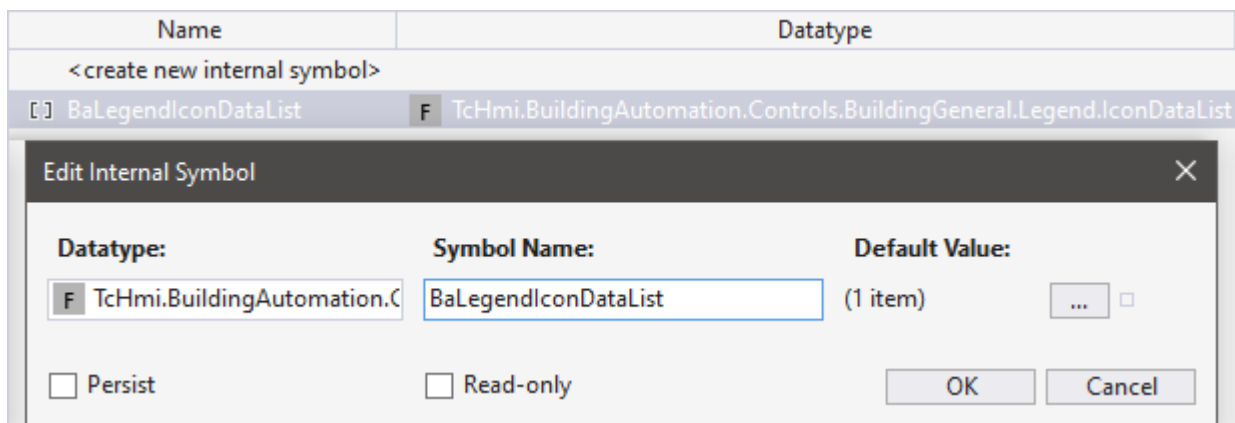 Name Datatype
<create new internal symbol>
[ ] BaLegendIconDataList F TcHmi.BuildingAutomation.Controls.BuildingGeneral.Legend.IconDataList
Edit Internal Symbol
Datatype: Symbol Name: Default Value:
F TcHmi.BuildingAutomation.( BaLegendIconDataList (1 item) ...
Persist Read-only OK Cancel